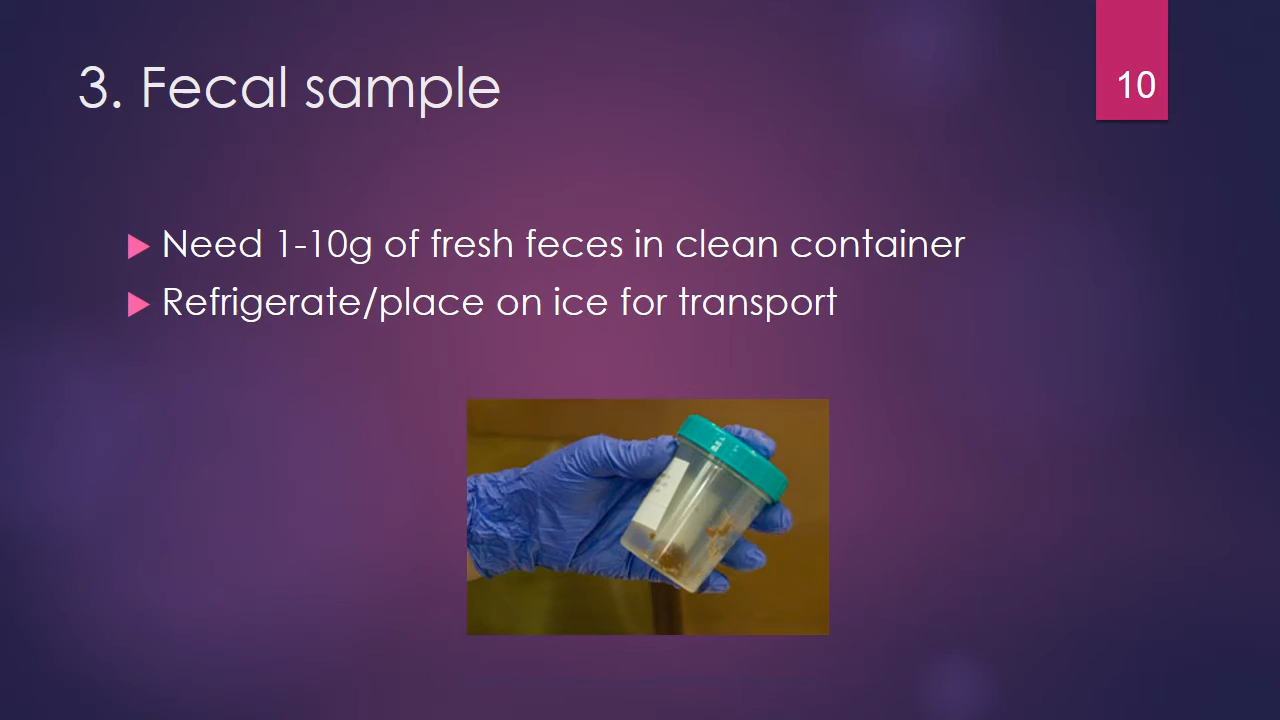 3. Fecal sample
10
Need 1-10g of fresh feces in clean container
Refrigerate/place on ice for transport